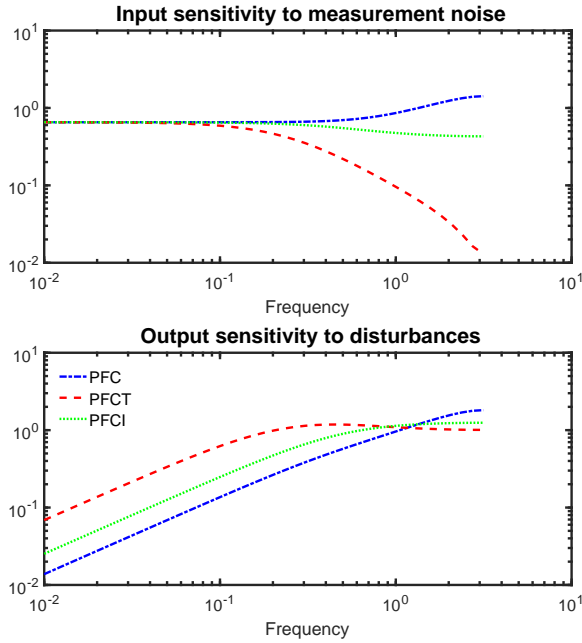 Input sensitivity to measurement noise
10^1
10^0
10^-1
10^-2
10^-2 10^-1 10^0 10^1
Frequency
Output sensitivity to disturbances
10^1
PFC
PFCT
PFCI
10^0
10^-1
10^-2
10^-2 10^-1 10^0 10^1
Frequency